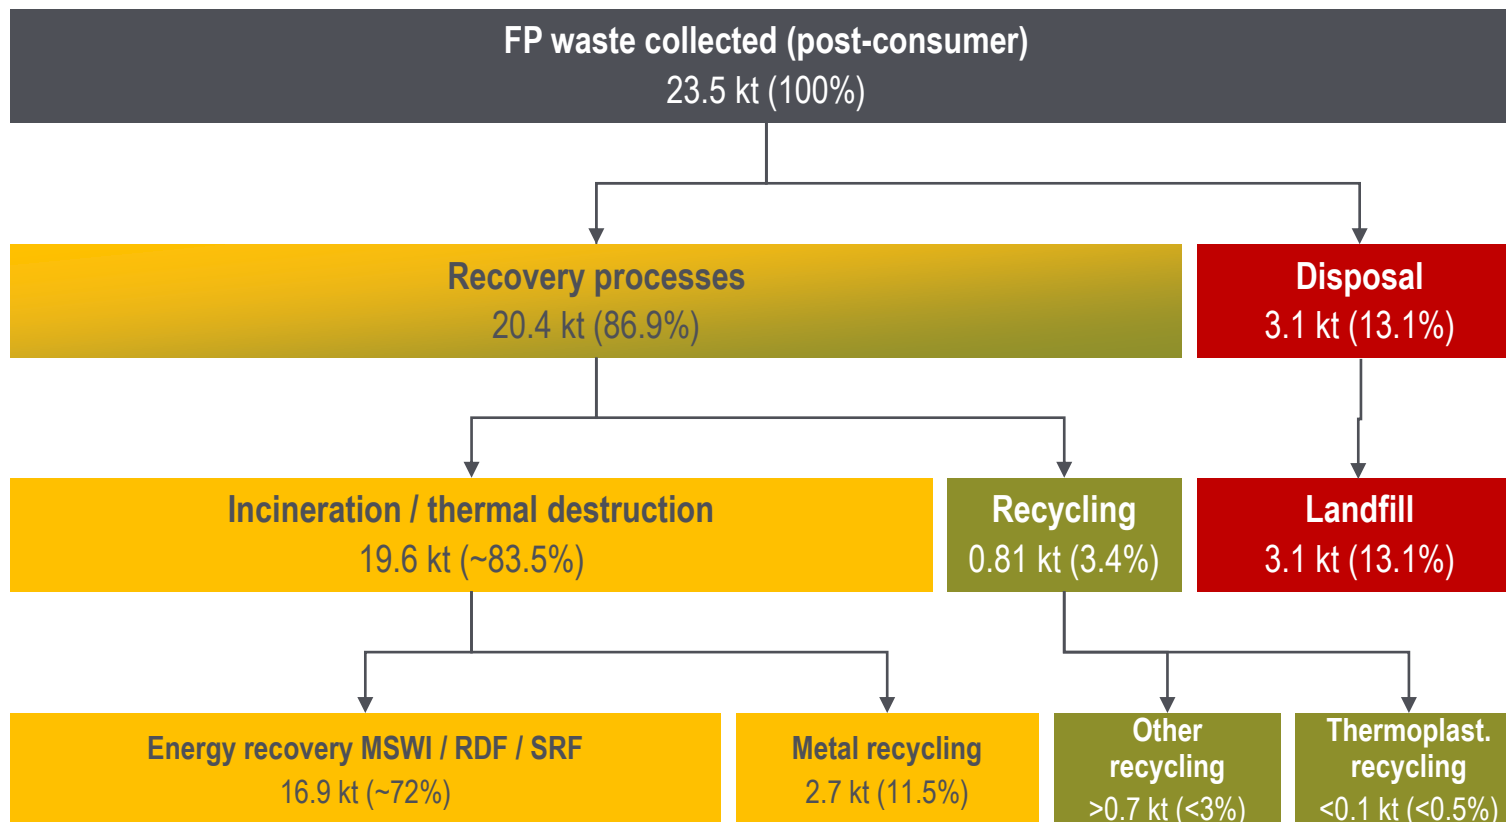 FP waste collected (post-consumer)
23.5 kt (100%)
Recovery processes
20.4 kt (86.9%)
Disposal
3.1 kt (13.1%)
Incineration / thermal destruction
19.6 kt (~83.5%)
Recycling
0.81 kt (3.4%)
Landfill
3.1 kt (13.1%)
Energy recovery MSWI / RDF / SRF
16.9 kt (~72%)
Metal recycling
2.7 kt (11.5%)
Other
recycling
>0.7 kt (<3%)
Thermoplast.
recycling
<0.1 kt (<0.5%)